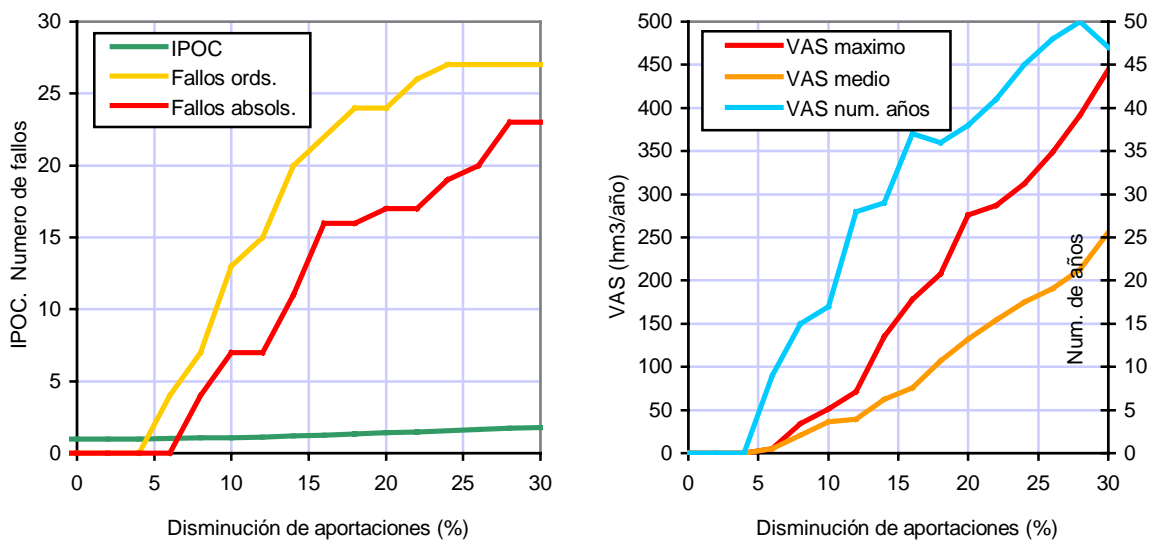 30
25
20
15
10
5
0
IPOC. Numero de fallos
IPOC
Fallos ords.
Fallos absols.
0 5 10 15 20 25 30
Disminución de aportaciones (%)
500
450
400
350
300
250
200
150
100
50
0
VAS (hm3/año)
VAS maximo
VAS medio
VAS num. años
50
45
40
35
30
25
20
15
10
5
0
Num. de años
0 5 10 15 20 25 30
Disminución de aportaciones (%)